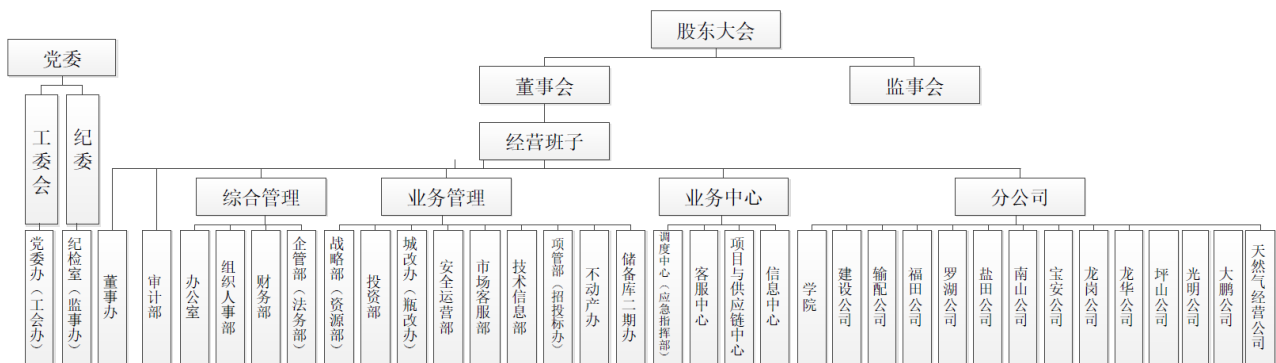 股东大会
党委
董事会
监事会
工委会
纪委
经营班子
综合管理
业务管理
业务中心
分公司
党委办（工会办）
纪检室（监事办）
董事办
审计部
办公室
组织人事部
财务部
企管部（法务部）
战略部（资源部）
投资部
城改办（瓶改办）
安全运营部
市场客服部
技术信息部
项管部（招投标办）
不动产办
储备库二期办
调度中心（应急指挥部）
客服中心
项目与供应链中心
信息中心
学院
建设公司
输配公司
福田公司
罗湖公司
盐田公司
南山公司
宝安公司
龙岗公司
龙华公司
坪山公司
光明公司
大鹏公司
天然气经营公司